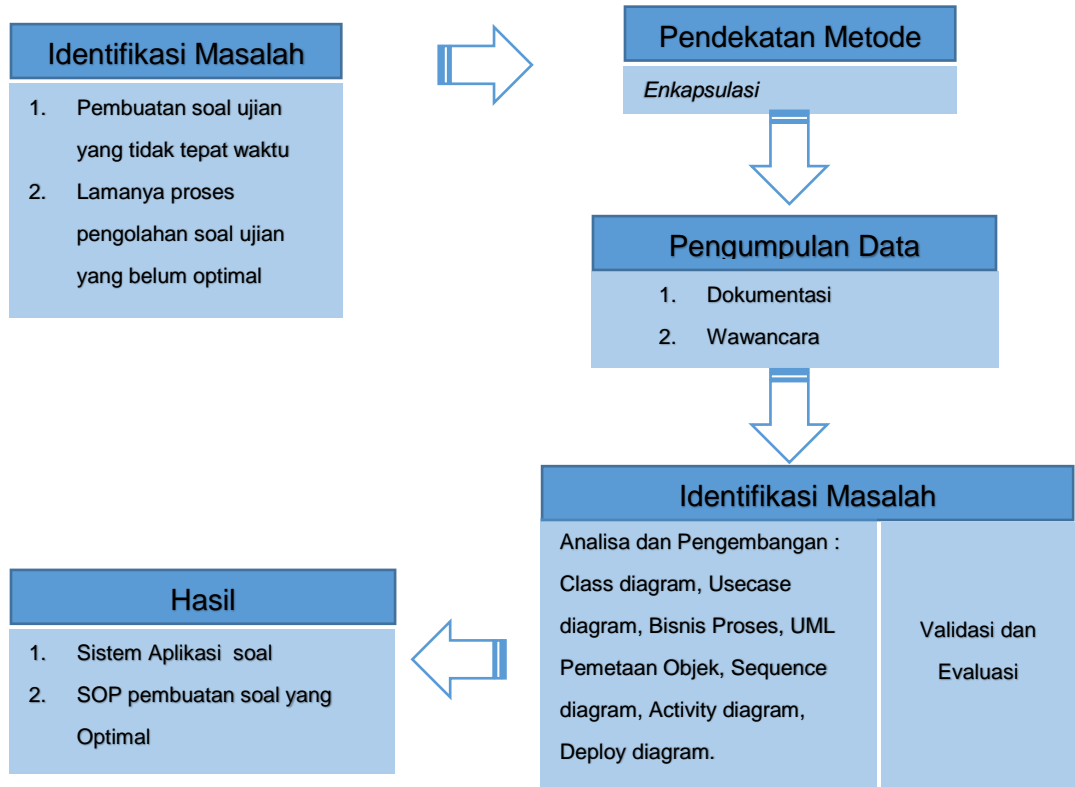 Identifikasi Masalah
1. Pembuatan soal ujian
yang tidak tepat waktu
2. Lamanya proses
pengolahan soal ujian
yang belum optimal
Pendekatan Metode
Enkapsulasi
Pengumpulan Data
1. Dokumentasi
2. Wawancara
Identifikasi Masalah
Analisa dan Pengembangan :
Class diagram, Usecase
diagram, Bisnis Proses, UML
Pemetaan Objek, Sequence
diagram, Activity diagram,
Deploy diagram.
Validasi dan
Evaluasi
Hasil
1. Sistem Aplikasi soal
2. SOP pembuatan soal yang
Optimal